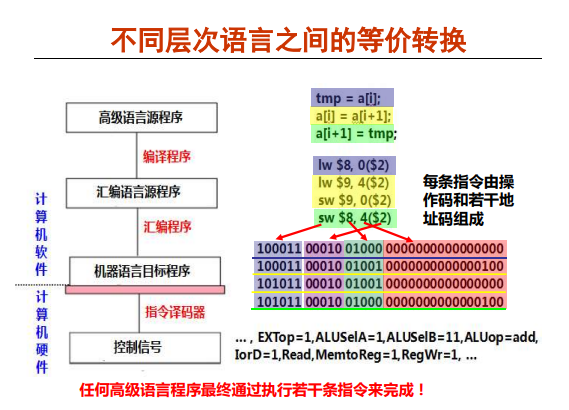 不同层次语言之间的等价转换
高级语言源程序
编译程序
汇编语言源程序
汇编程序
机器语言目标程序
指令译码器
控制信号
计算机软件
计算机硬件
tmp = a[i];
a[i] = a[i+1];
a[i+1] = tmp;
lw $8, 0($2)
lw $9, 4($2)
sw $9, 0($2)
sw $8, 4($2)
每条指令由操
作码和若干地
址码组成
100011 00010 01000 0000000000000000
100011 00010 01001 0000000000000100
101011 00010 01001 0000000000000000
101011 00010 01000 0000000000000100
... , EXTop=1,ALUSelA=1,ALUSelB=11,ALUop=add,
IorD=1,Read,MemtoReg=1,RegWr=1, ...
任何高级语言程序最终通过执行若干条指令来完成！